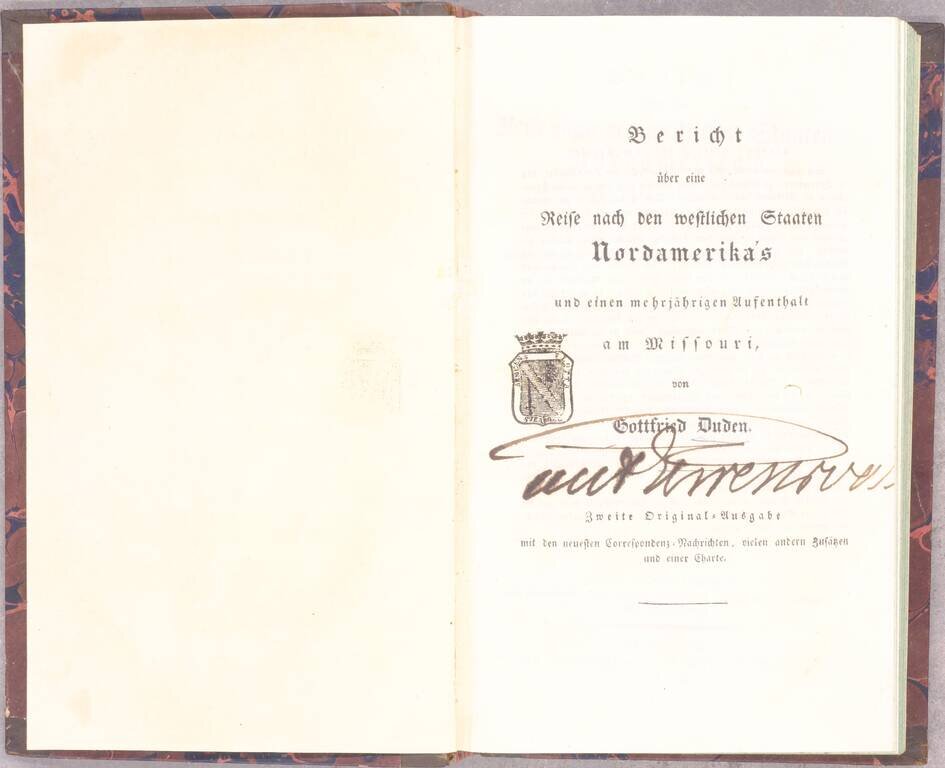 Bericht
über eine
Reise nach den westlichen Staaten
Nordamerika's
und einen mehrjährigen Aufenthalt
am Missouri,
von
Gottfried Duden.
Zweite Original-Ausgabe
mit den neuesten Correspondenz-Nachrichten, vielen andern Zusätzen
und einer Charte.